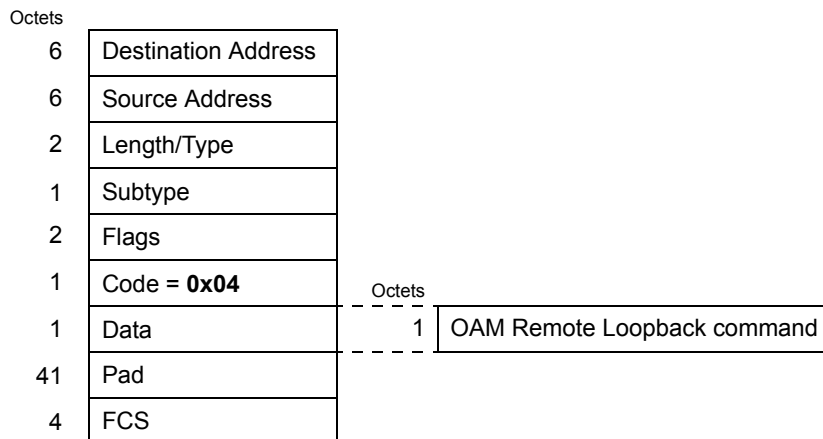 Octets
6 Destination Address
6 Source Address
2 Length/Type
1 Subtype
2 Flags
1 Code = 0x04
Octets
1 Data 1 OAM Remote Loopback command
41 Pad
4 FCS